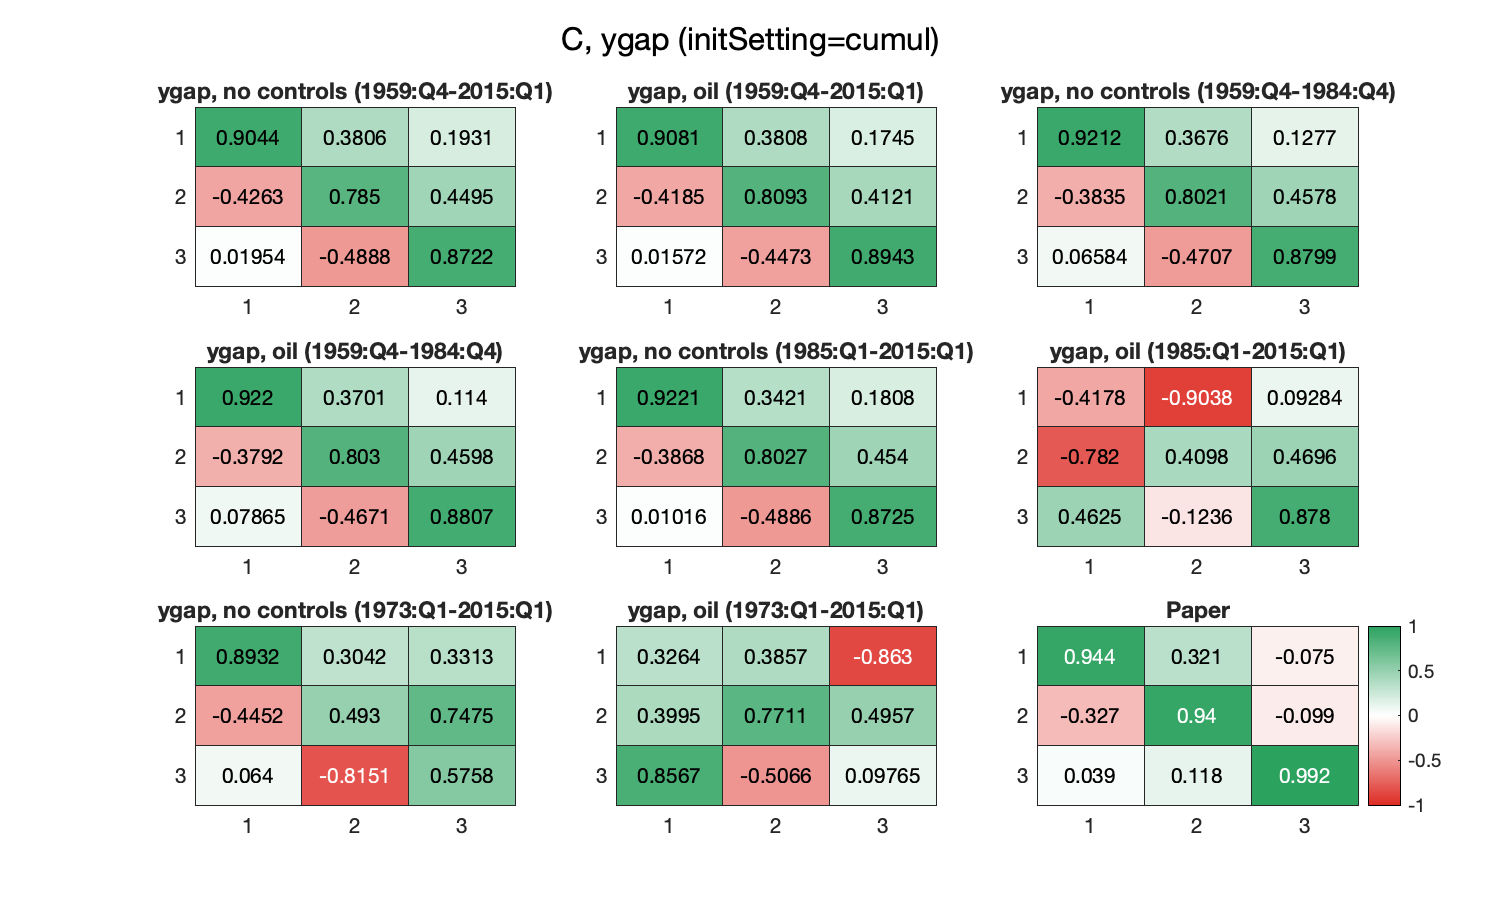 C, ygap (initSetting=cumul)
ygap, no controls (1959:Q4-2015:Q1)
1 0.9044 0.3806 0.1931
2 -0.4263 0.785 0.4495
3 0.01954 -0.4888 0.8722
1 2 3
ygap, oil (1959:Q4-2015:Q1)
1 0.9081 0.3808 0.1745
2 -0.4185 0.8093 0.4121
3 0.01572 -0.4473 0.8943
1 2 3
ygap, no controls (1959:Q4-1984:Q4)
1 0.9212 0.3676 0.1277
2 -0.3835 0.8021 0.4578
3 0.06584 -0.4707 0.8799
1 2 3
ygap, oil (1959:Q4-1984:Q4)
1 0.922 0.3701 0.114
2 -0.3792 0.803 0.4598
3 0.07865 -0.4671 0.8807
1 2 3
ygap, no controls (1985:Q1-2015:Q1)
1 0.9221 0.3421 0.1808
2 -0.3868 0.8027 0.454
3 0.01016 -0.4886 0.8725
1 2 3
ygap, oil (1985:Q1-2015:Q1)
1 -0.4178 -0.9038 0.09284
2 -0.782 0.4098 0.4696
3 0.4625 -0.1236 0.878
1 2 3
ygap, no controls (1973:Q1-2015:Q1)
1 0.8932 0.3042 0.3313
2 -0.4452 0.493 0.7475
3 0.064 -0.8151 0.5758
1 2 3
ygap, oil (1973:Q1-2015:Q1)
1 0.3264 0.3857 -0.863
2 0.3995 0.7711 0.4957
3 0.8567 -0.5066 0.09765
1 2 3
Paper
1 0.944 0.321 -0.075
2 -0.327 0.94 -0.099
3 0.039 0.118 0.992
1 2 3
1
0.5
0
-0.5
-1